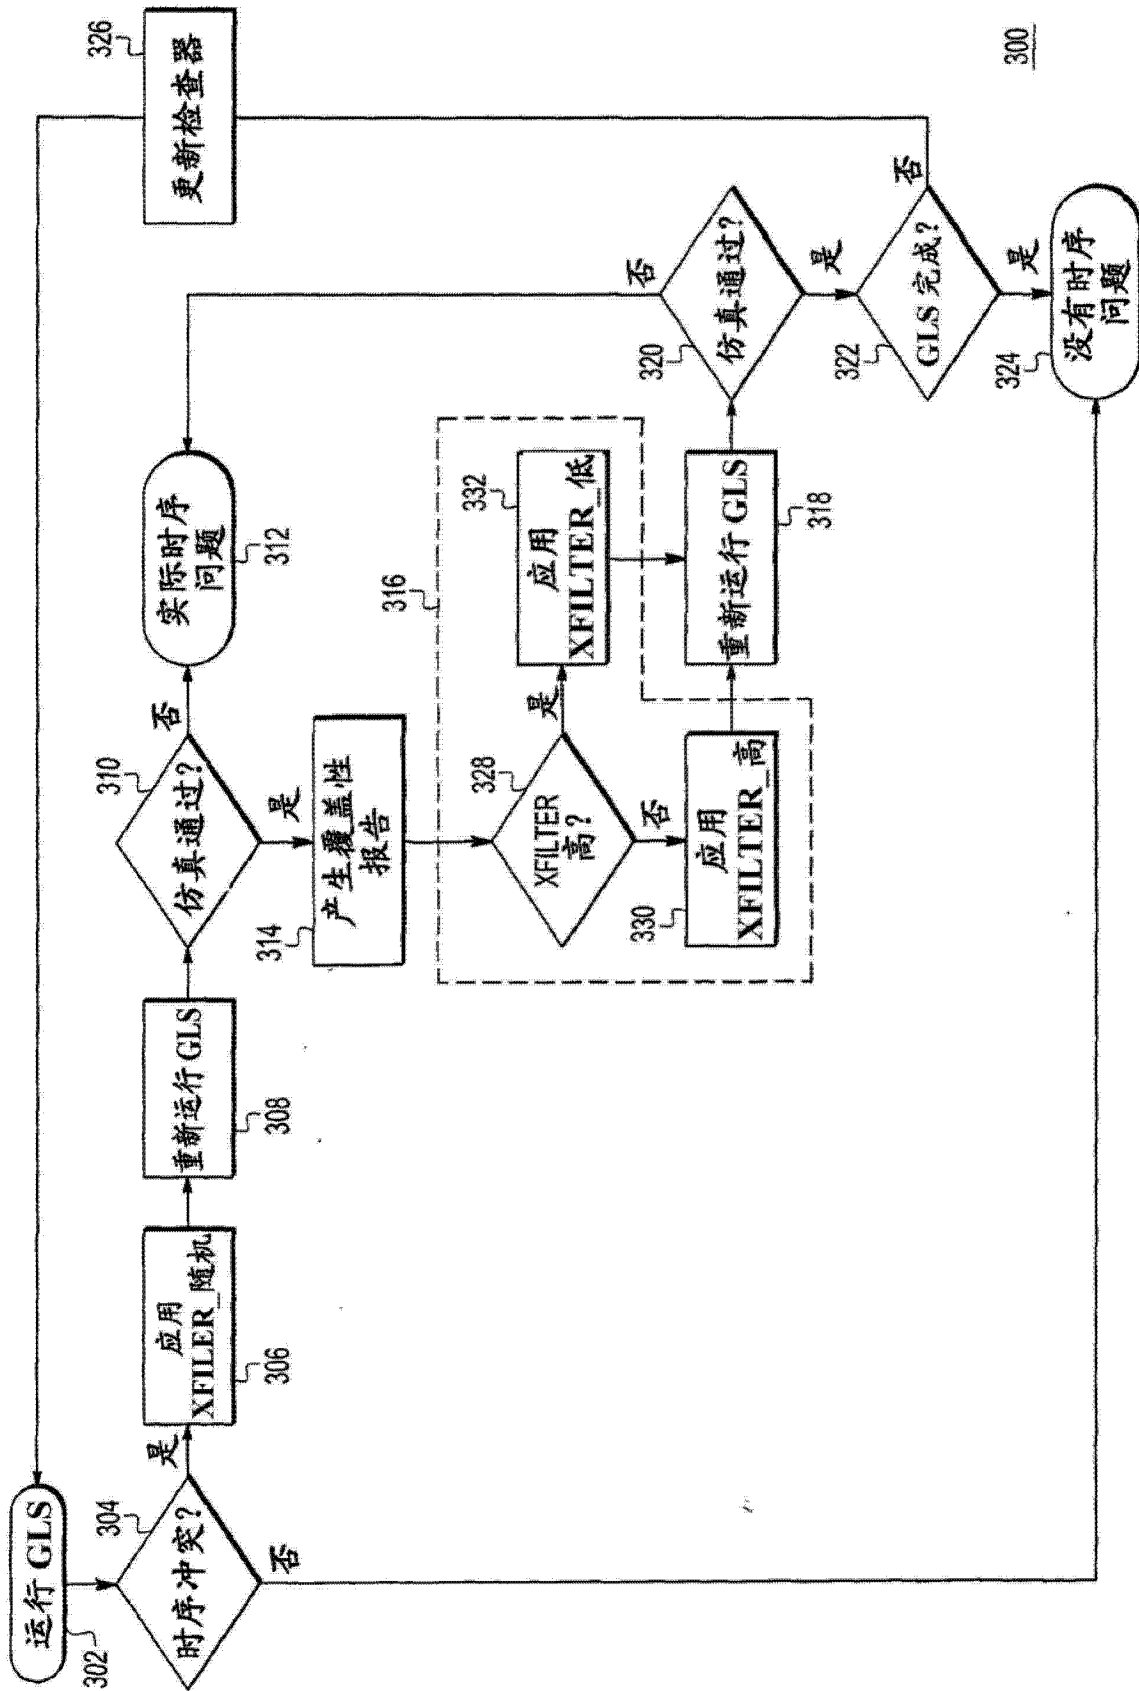 运行 GLS
302
时序冲突?
304
是
否
应用
XFILER_随机
306
重新运行 GLS
308
仿真通过?
310
否
是
实际时序
问题
312
产生覆盖性
报告
314
316
XFILTER
高?
328
是
否
应用
XFILTER_低
332
应用
XFILTER_高
330
重新运行 GLS
318
仿真通过?
320
否
是
GLS 完成?
322
否
是
没有时序
问题
324
更新检查器
326
300